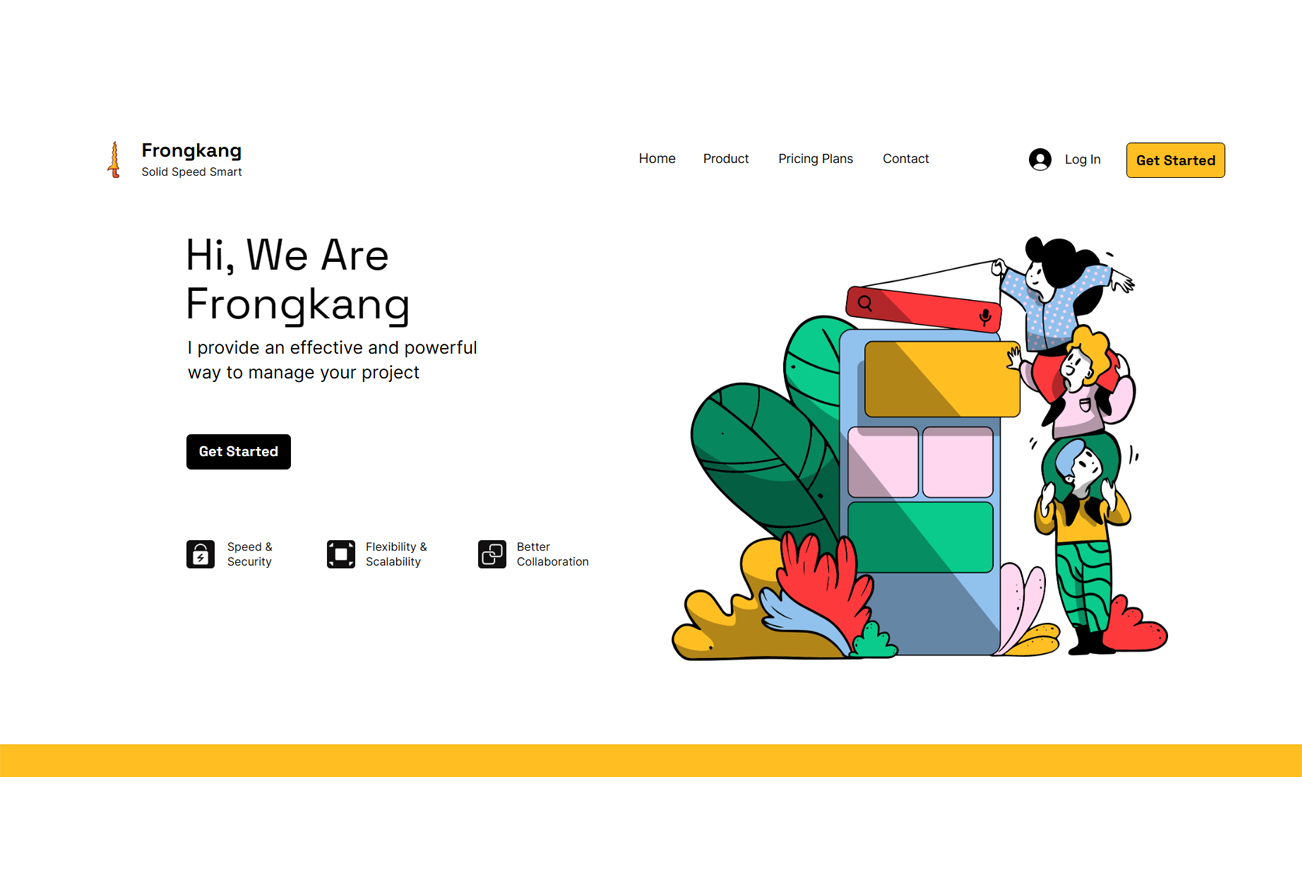 Frongkang
Solid Speed Smart
Home
Product
Pricing Plans
Contact
Log In
Get Started
Hi, We Are
Frongkang
I provide an effective and powerful
way to manage your project
Get Started
Speed &
Security
Flexibility &
Scalability
Better
Collaboration